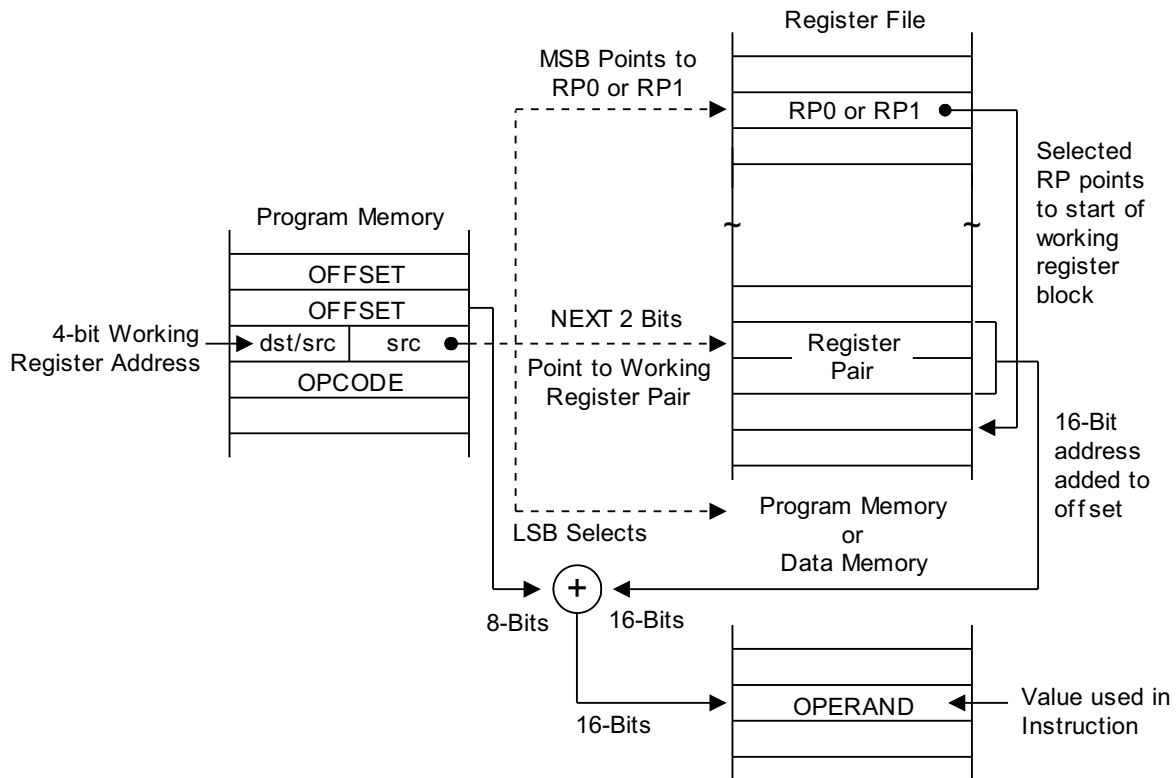 Register File
MSB Points to
RP0 or RP1
RP0 or RP1
Selected
RP points
to start of
working
register
block
~
~
Program Memory
OFFSET
OFFSET
4-bit Working
Register Address
dst/src
src
OPCODE
NEXT 2 Bits
Point to Working
Register Pair
Register
Pair
16-Bit
address
added to
offset
LSB Selects
Program Memory
or
Data Memory
+
8-Bits
16-Bits
16-Bits
OPERAND
Value used in
Instruction